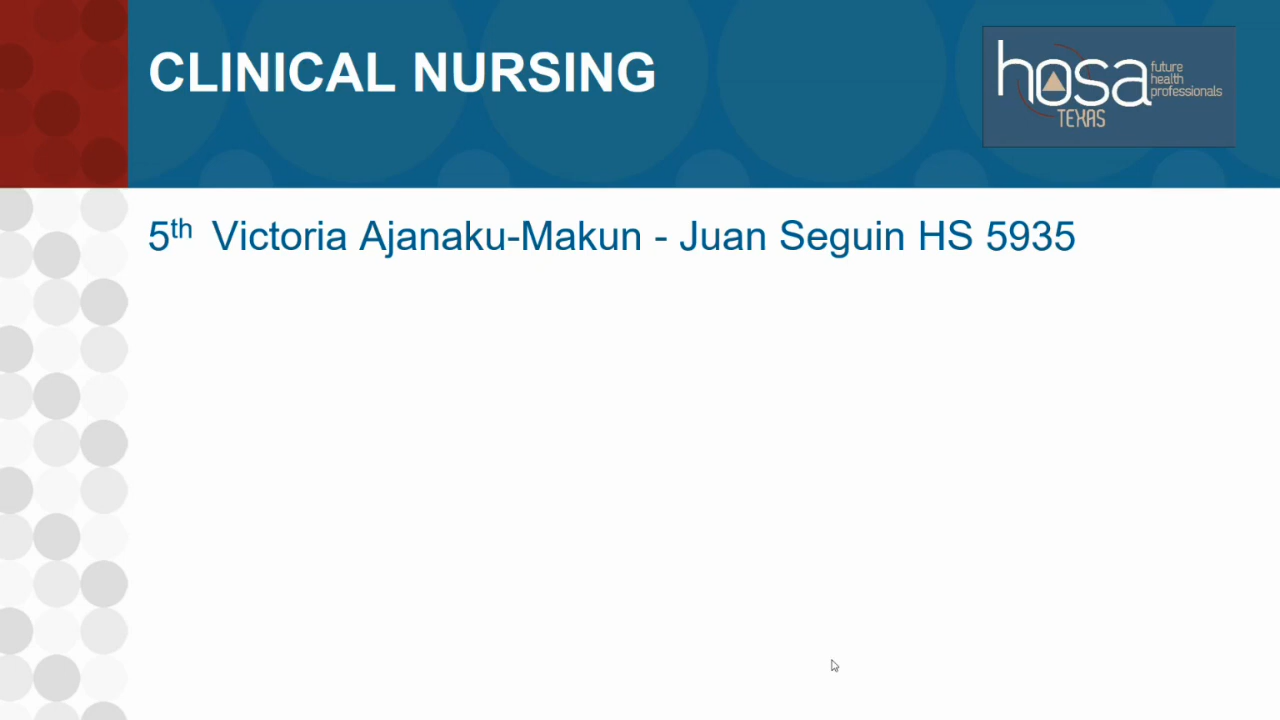 CLINICAL NURSING
hosa
future
health
professionals
TEXAS
5th Victoria Ajanaku-Makun - Juan Seguin HS 5935